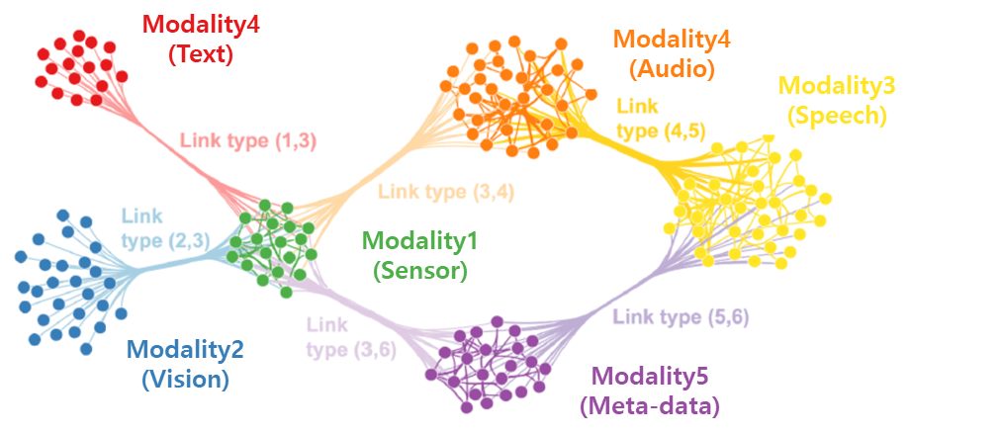 Modality4
(Text)
Modality4
(Audio)
Modality3
(Speech)
Link
type (4,5)
Link type (1,3)
Link type (3,4)
Link
type (2,3)
Modality1
(Sensor)
Link
type (3,6)
Link type (5,6)
Modality2
(Vision)
Modality5
(Meta-data)